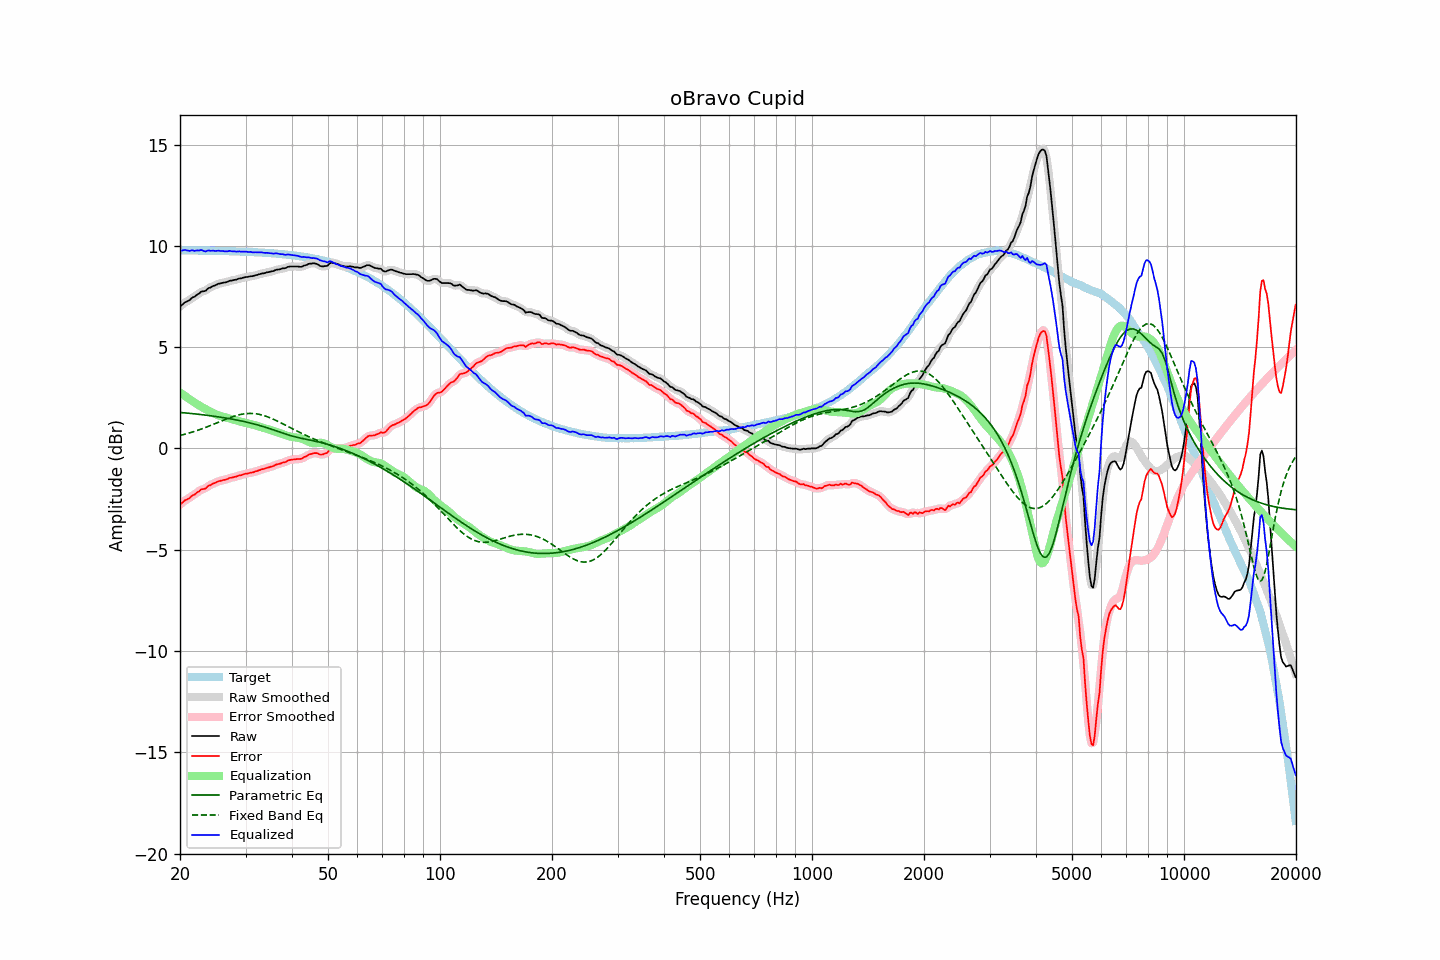 oBravo Cupid
Amplitude (dBr)
15
10
5
0
−5
−10
−15
−20
Target
Raw Smoothed
Error Smoothed
Raw
Error
Equalization
Parametric Eq
Fixed Band Eq
Equalized
20 50 100 200 500 1000 2000 5000 10000 20000
Frequency (Hz)